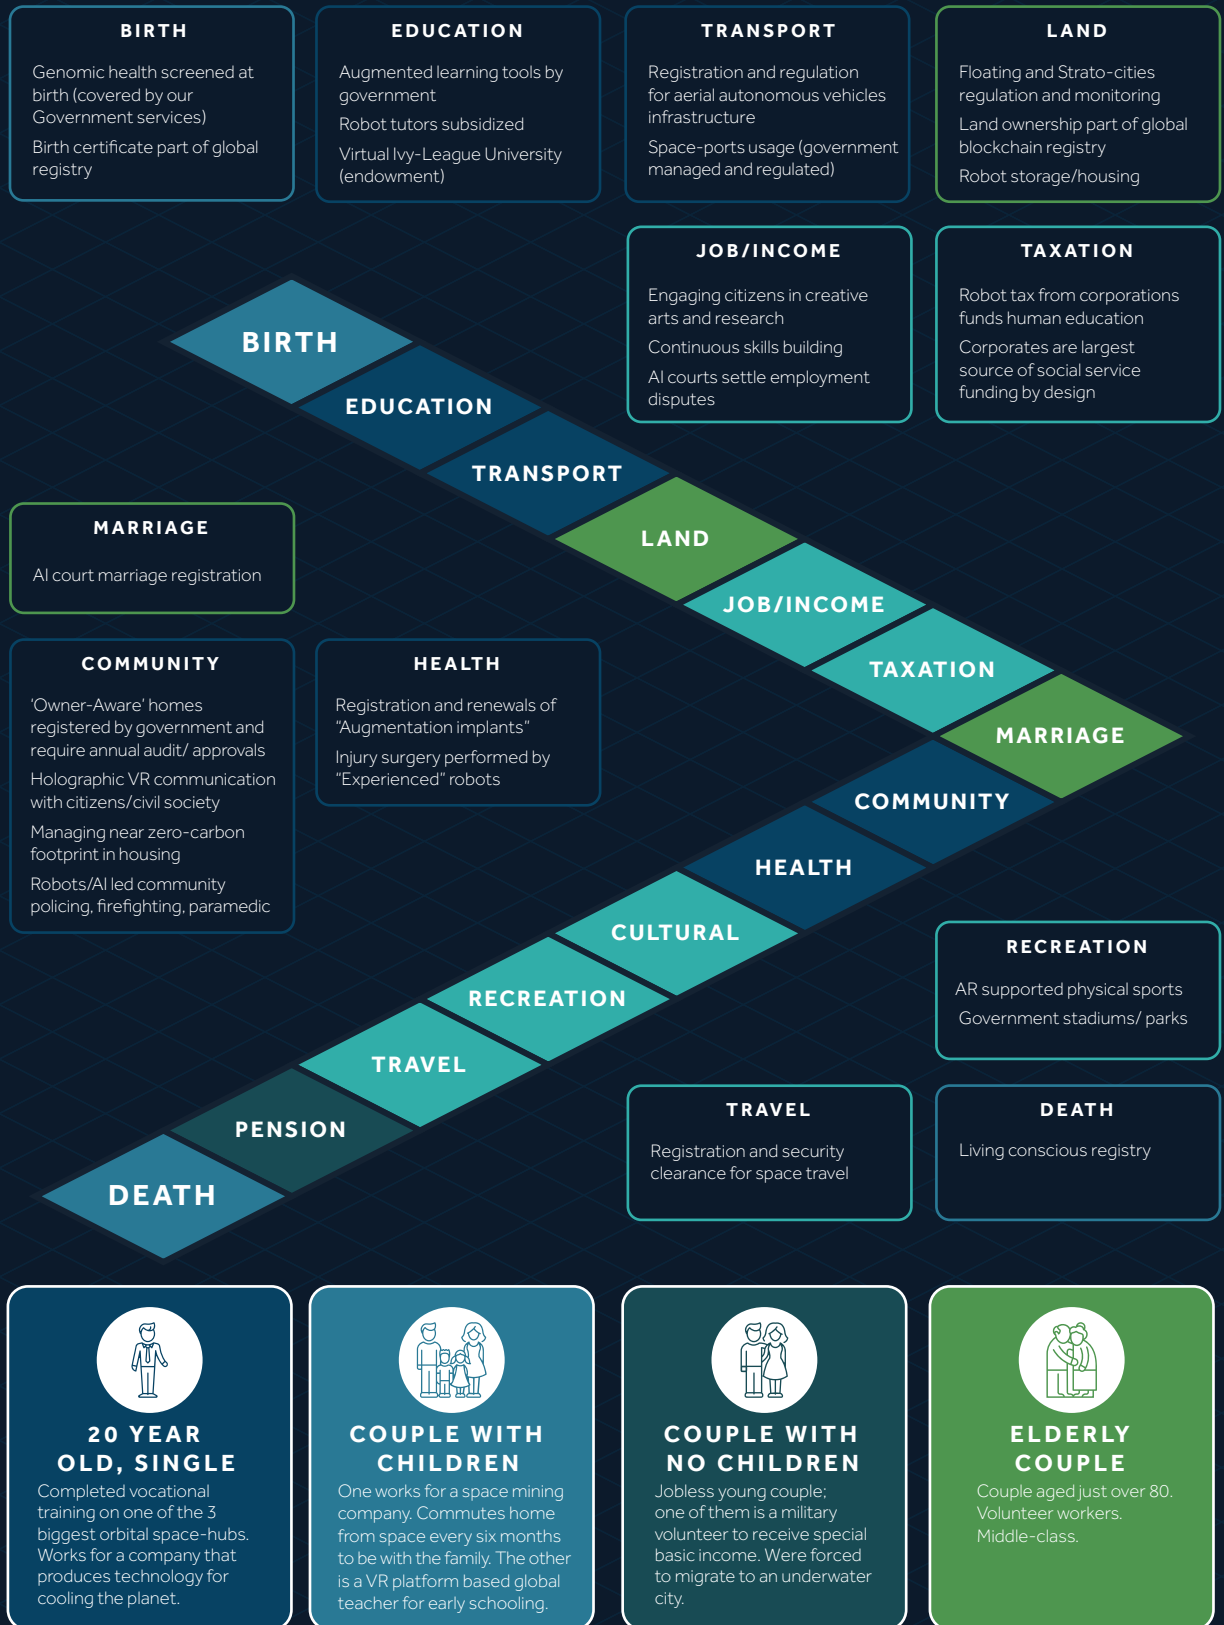 BIRTH
Genomic health screened at
birth (covered by our
Government services)
Birth certificate part of global
registry
EDUCATION
Augmented learning tools by
government
Robot tutors subsidized
Virtual Ivy-League University
(endowment)
TRANSPORT
Registration and regulation
for aerial autonomous vehicles
infrastructure
Space-ports usage (government
managed and regulated)
LAND
Floating and Strato-cities
regulation and monitoring
Land ownership part of global
blockchain registry
Robot storage/housing
JOB/INCOME
Engaging citizens in creative
arts and research
Continuous skills building
AI courts settle employment
disputes
TAXATION
Robot tax from corporations
funds human education
Corporates are largest
source of social service
funding by design
BIRTH
EDUCATION
TRANSPORT
LAND
JOB/INCOME
TAXATION
MARRIAGE
COMMUNITY
HEALTH
CULTURAL
RECREATION
TRAVEL
PENSION
DEATH
MARRIAGE
AI court marriage registration
COMMUNITY
‘Owner-Aware’ homes
registered by government and
require annual audit/ approvals
Holographic VR communication
with citizens/civil society
Managing near zero-carbon
footprint in housing
Robots/AI led community
policing, firefighting, paramedic
HEALTH
Registration and renewals of
“Augmentation implants”
Injury surgery performed by
“Experienced” robots
RECREATION
AR supported physical sports
Government stadiums/ parks
TRAVEL
Registration and security
clearance for space travel
DEATH
Living conscious registry
20 YEAR
OLD, SINGLE
Completed vocational
training on one of the 3
biggest orbital space-hubs.
Works for a company that
produces technology for
cooling the planet.
COUPLE WITH
CHILDREN
One works for a space mining
company. Commutes home
from space every six months
to be with the family. The other
is a VR platform based global
teacher for early schooling.
COUPLE WITH
NO CHILDREN
Jobless young couple;
one of them is a military
volunteer to receive special
basic income. Were forced
to migrate to an underwater
city.
ELDERLY
COUPLE
Couple aged just over 80.
Volunteer workers.
Middle-class.